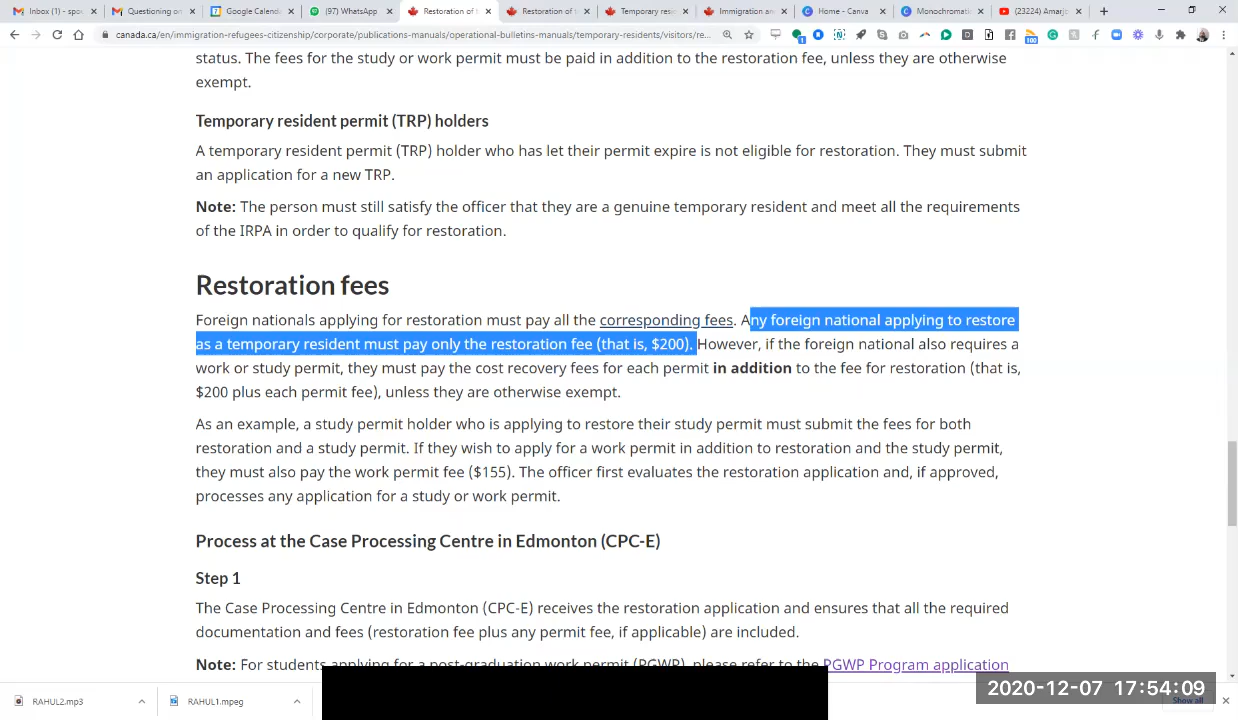 Inbox (1) - spo
Questioning on
Google Calend
(97) WhatsApp
Restoration of
Restoration of
Temporary resi
Immigration an
Home - Canva
Monochromati
(23224) Amarj
canada.ca/en/immigration-refugees-citizenship/corporate/publications-manuals/operational-bulletins-manuals/temporary-residents/visitors/re...
status. The fees for the study or work permit must be paid in addition to the restoration fee, unless they are otherwise
exempt.
Temporary resident permit (TRP) holders
A temporary resident permit (TRP) holder who has let their permit expire is not eligible for restoration. They must submit
an application for a new TRP.
Note: The person must still satisfy the officer that they are a genuine temporary resident and meet all the requirements
of the IRPA in order to qualify for restoration.
Restoration fees
Foreign nationals applying for restoration must pay all the corresponding fees. Any foreign national applying to restore
as a temporary resident must pay only the restoration fee (that is, $200). However, if the foreign national also requires a
work or study permit, they must pay the cost recovery fees for each permit in addition to the fee for restoration (that is,
$200 plus each permit fee), unless they are otherwise exempt.
As an example, a study permit holder who is applying to restore their study permit must submit the fees for both
restoration and a study permit. If they wish to apply for a work permit in addition to restoration and the study permit,
they must also pay the work permit fee ($155). The officer first evaluates the restoration application and, if approved,
processes any application for a study or work permit.
Process at the Case Processing Centre in Edmonton (CPC-E)
Step 1
The Case Processing Centre in Edmonton (CPC-E) receives the restoration application and ensures that all the required
documentation and fees (restoration fee plus any permit fee, if applicable) are included.
Note: For students applying for a post-graduation work permit (PGWP), please refer to the PGWP Program application
RAHUL2.mp3
RAHUL1.mpeg
2020-12-07 17:54:09
Show all